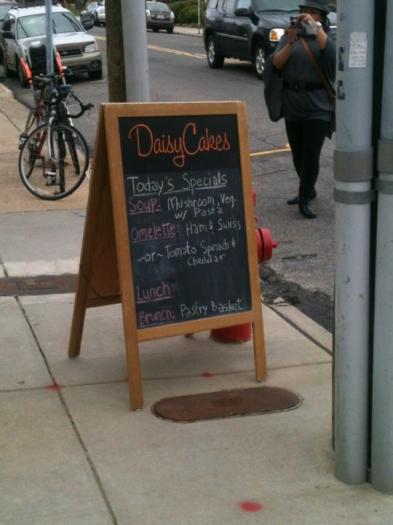 DaisyCakes
Today's Specials
Soup: Mushroom, Veg.
w/ Pasta
Omelette: Ham & Swiss
-or- Tomato Spinach &
Cheddar
Lunch:
Brunch: Pastry Basket